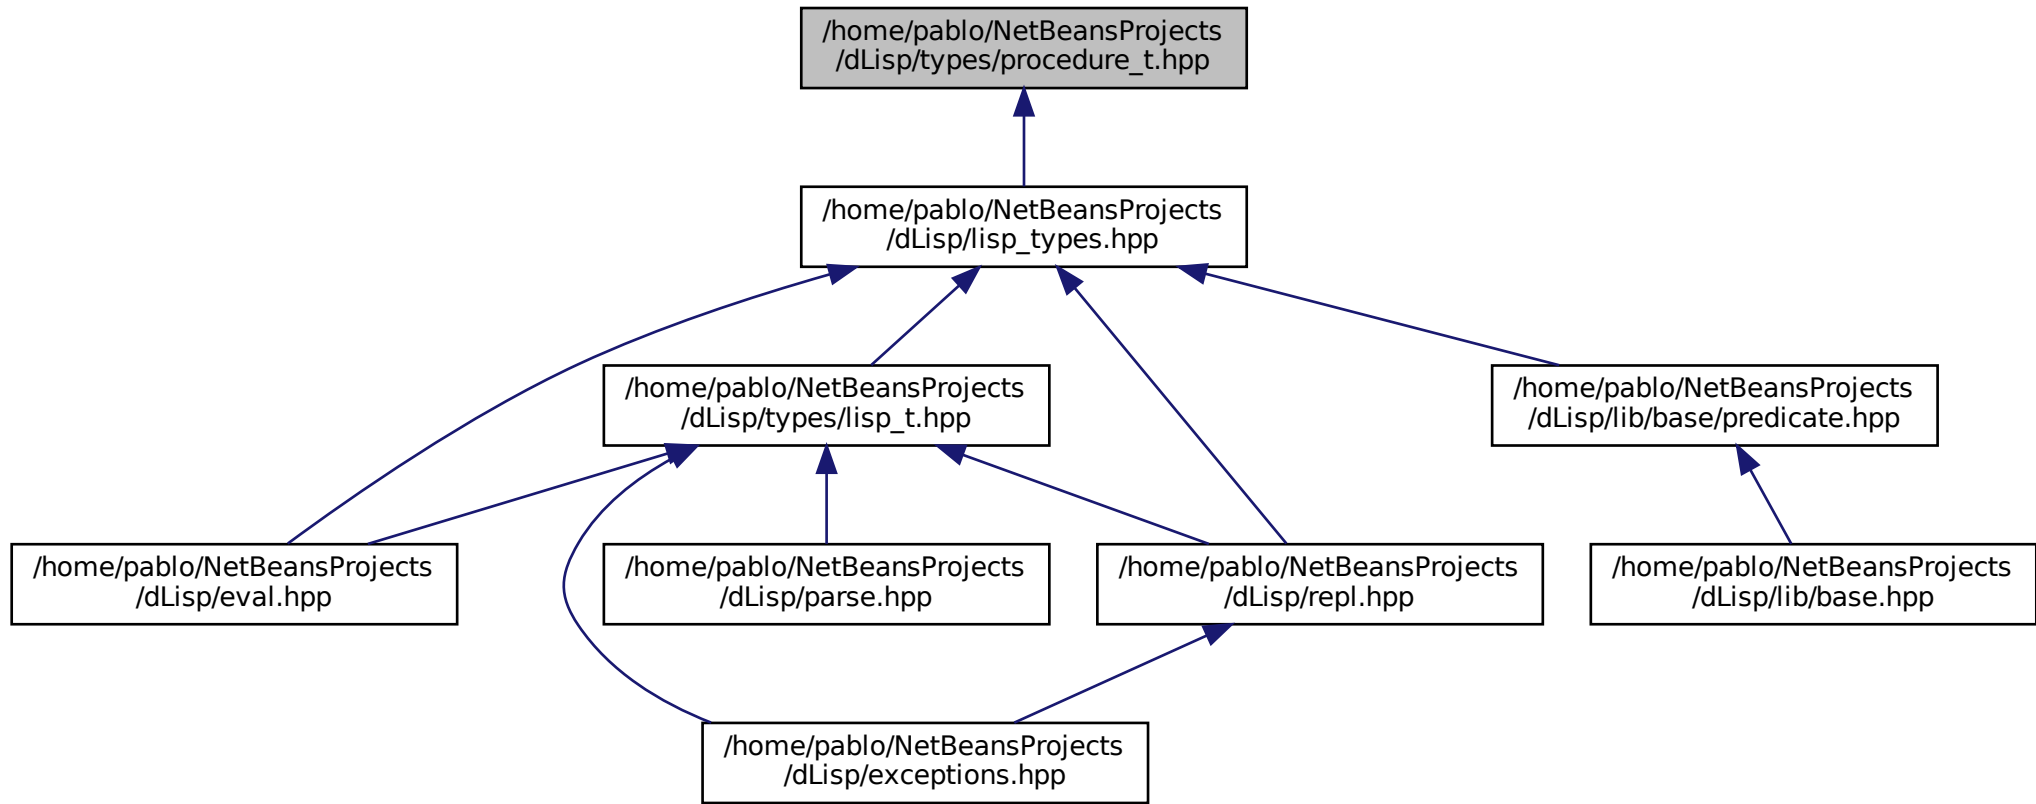 /home/pablo/NetBeansProjects
/dLisp/types/procedure_t.hpp
/home/pablo/NetBeansProjects
/dLisp/lisp_types.hpp
/home/pablo/NetBeansProjects
/dLisp/types/lisp_t.hpp
/home/pablo/NetBeansProjects
/dLisp/lib/base/predicate.hpp
/home/pablo/NetBeansProjects
/dLisp/eval.hpp
/home/pablo/NetBeansProjects
/dLisp/parse.hpp
/home/pablo/NetBeansProjects
/dLisp/repl.hpp
/home/pablo/NetBeansProjects
/dLisp/lib/base.hpp
/home/pablo/NetBeansProjects
/dLisp/exceptions.hpp